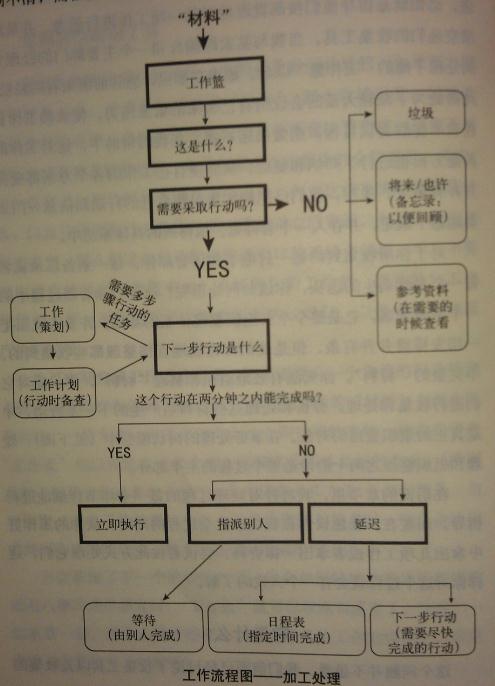 “材料”
工作篮
这是什么?
需要采取行动吗?
NO
垃圾
将来/也许
(备忘录:
以便回顾)
参考资料
(在需要的
时候查看
YES
需要多步
骤行动的
任务
工作
(策划)
工作计划
(行动时备查)
下一步行动是什么
这个行动在两分钟之内能完成吗?
YES
NO
立即执行
指派别人
延迟
等待
(由别人完成)
日程表
(指定时间完成)
下一步行动
(需要尽快
完成的行动)
工作流程图——加工处理